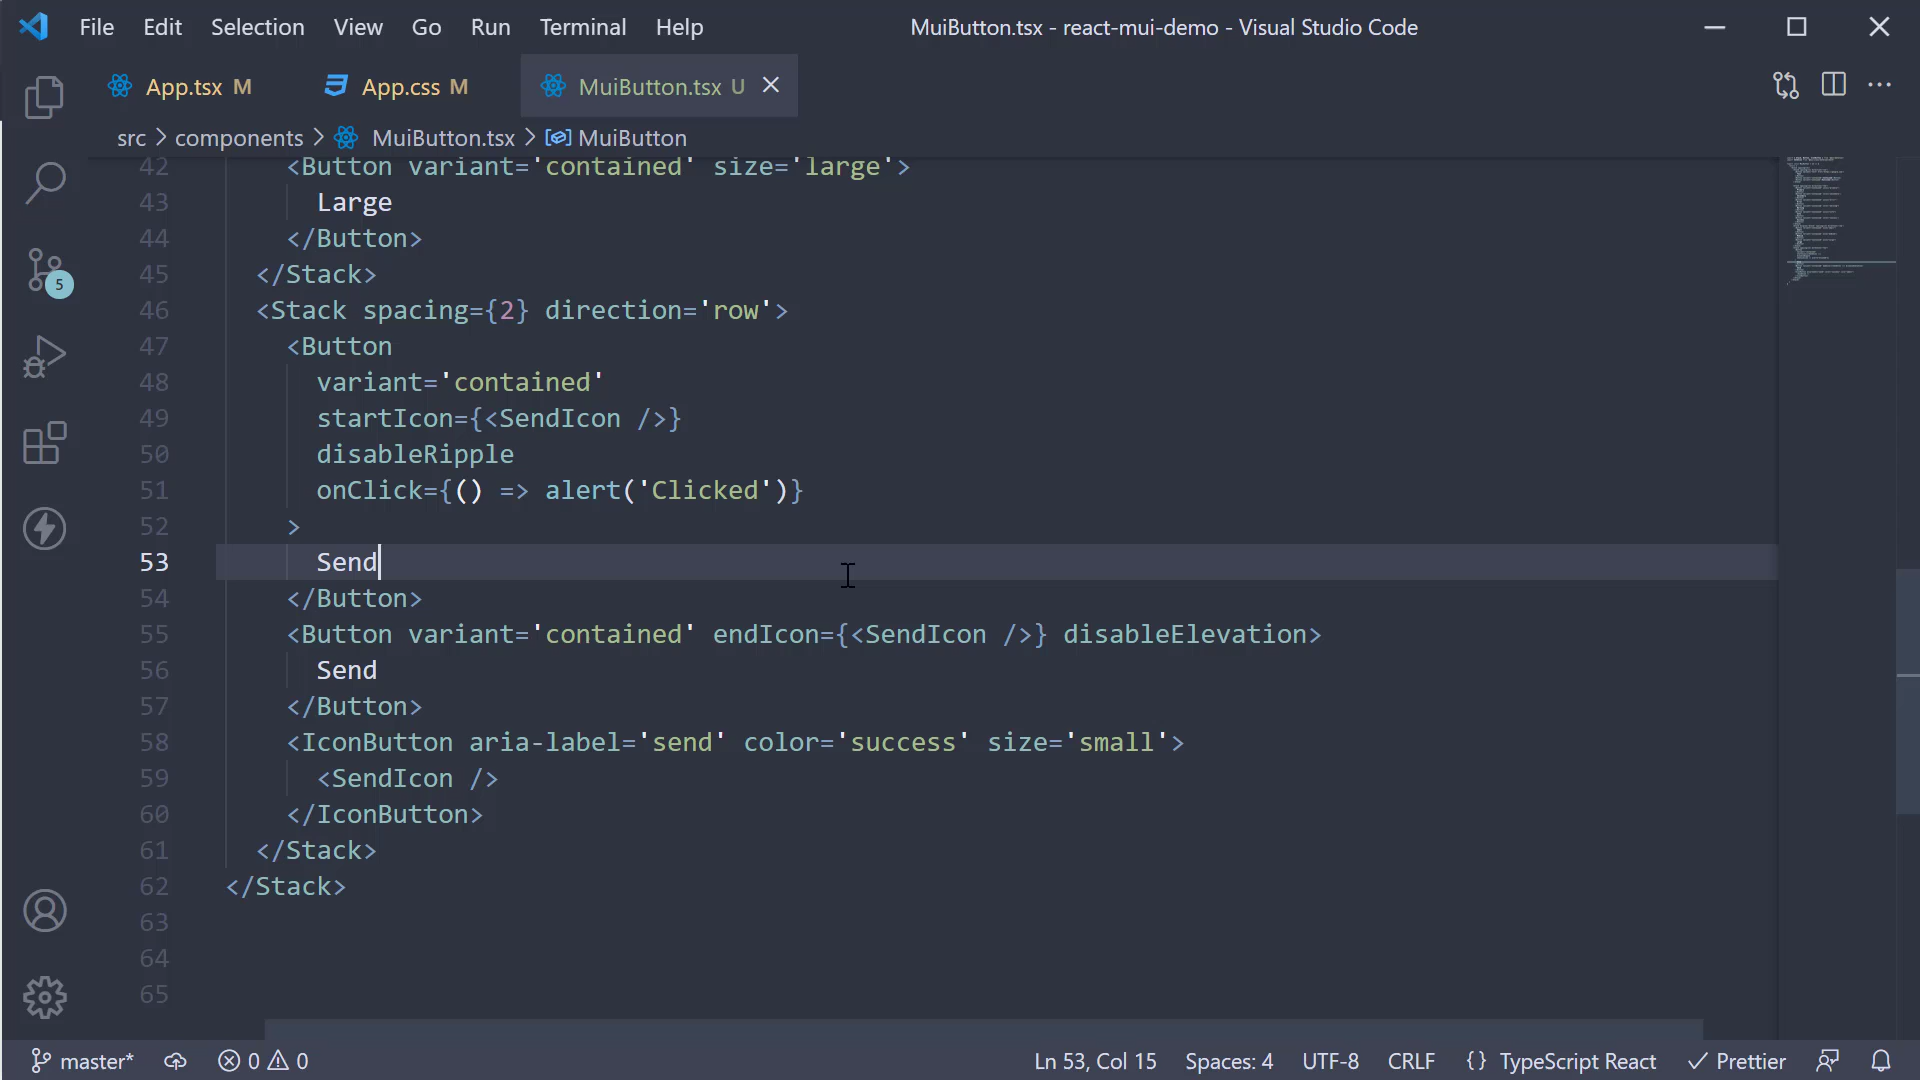 File Edit Selection View Go Run Terminal Help MuiButton.tsx - react-mui-demo - Visual Studio Code
App.tsx M App.css M MuiButton.tsx U
src > components > MuiButton.tsx > MuiButton
42 <Button variant='contained' size='large'>
43 Large
44 </Button>
45 </Stack>
46 <Stack spacing={2} direction='row'>
47 <Button
48 variant='contained'
49 startIcon={<SendIcon />}
50 disableRipple
51 onClick={() => alert('Clicked')}
52 >
53 Send
54 </Button>
55 <Button variant='contained' endIcon={<SendIcon />} disableElevation>
56 Send
57 </Button>
58 <IconButton aria-label='send' color='success' size='small'>
59 <SendIcon />
60 </IconButton>
61 </Stack>
62 </Stack>
63
64
65
5
master* 0 0 Ln 53, Col 15 Spaces: 4 UTF-8 CRLF {} TypeScript React Prettier